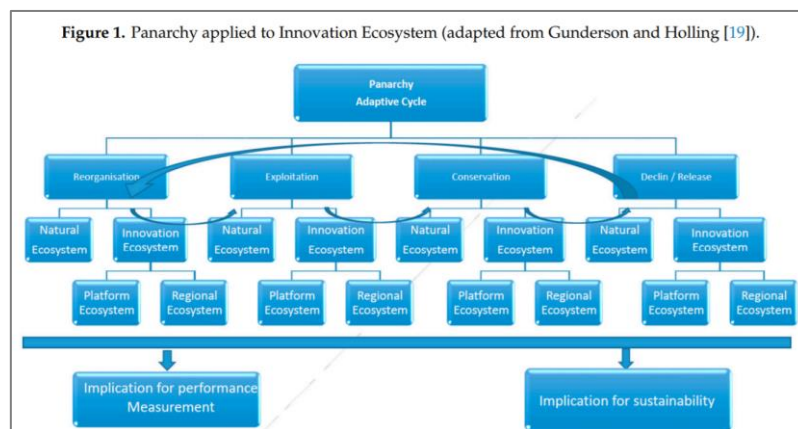 Figure 1. Panarchy applied to Innovation Ecosystem (adapted from Gunderson and Holling [19]).
Panarchy
Adaptive Cycle
Reorganisation
Exploitation
Conservation
Declin / Release
Natural
Ecosystem
Innovation
Ecosystem
Natural
Ecosystem
Innovation
Ecosystem
Natural
Ecosystem
Innovation
Ecosystem
Natural
Ecosystem
Innovation
Ecosystem
Platform
Ecosystem
Regional
Ecosystem
Platform
Ecosystem
Regional
Ecosystem
Platform
Ecosystem
Regional
Ecosystem
Platform
Ecosystem
Regional
Ecosystem
Implication for performance
Measurement
Implication for sustainability